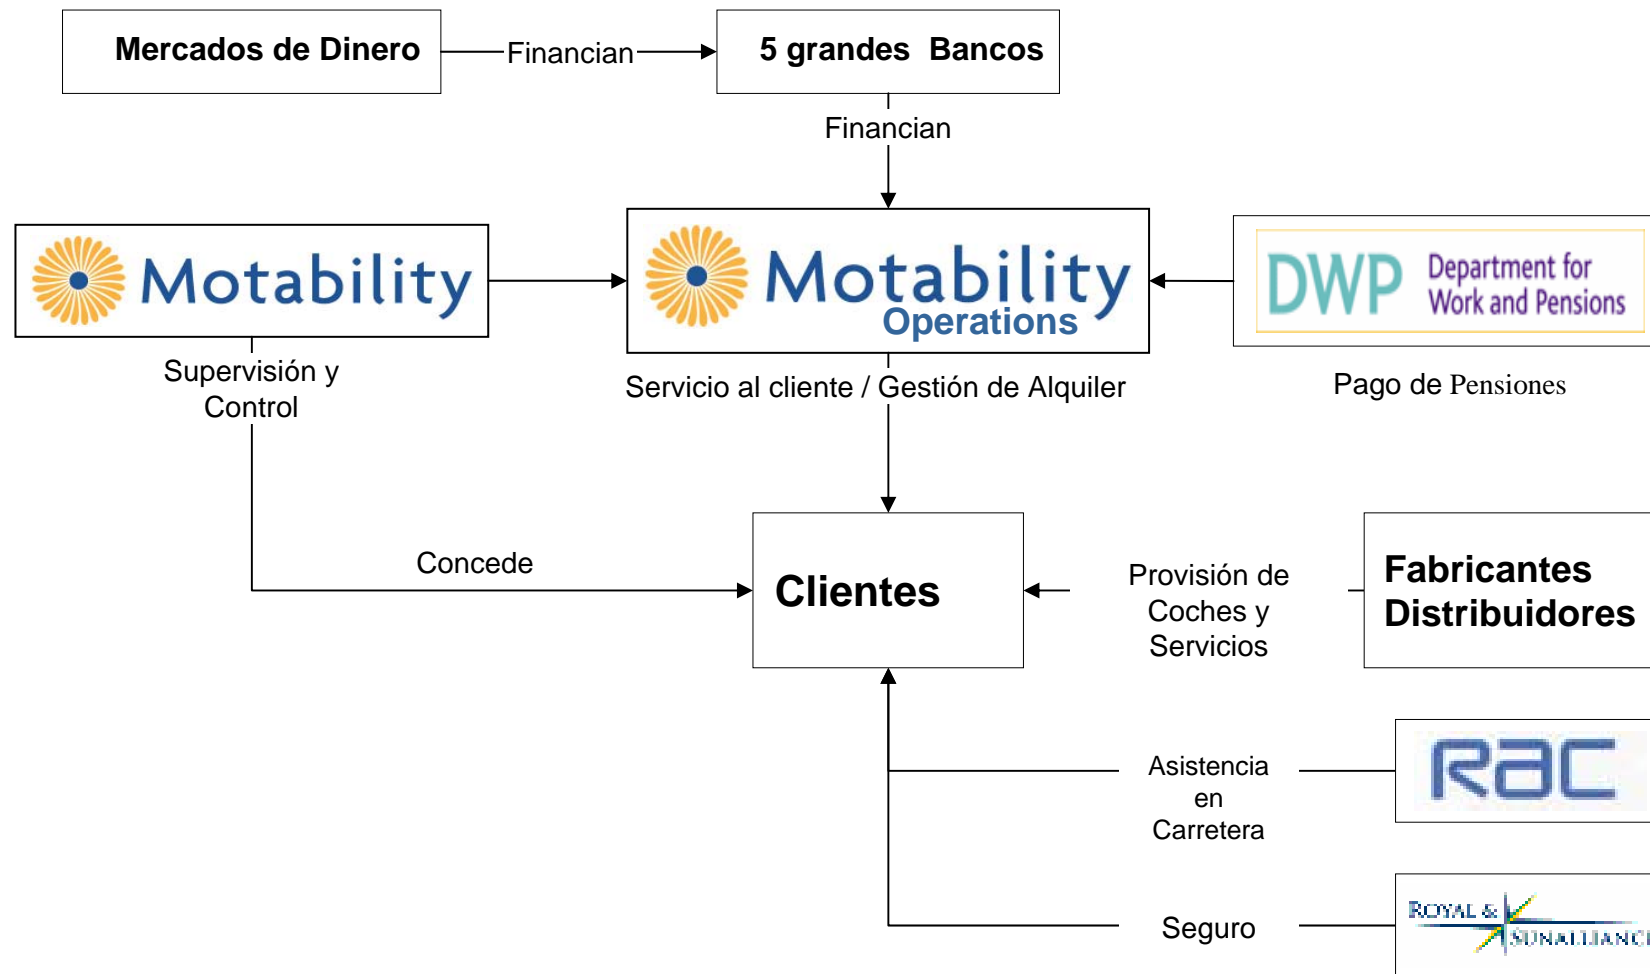 Mercados de Dinero
Financian
5 grandes Bancos
Financian
Motability
Motability
Operations
DWP
Department for
Work and Pensions
Supervisión y
Control
Servicio al cliente / Gestión de Alquiler
Pago de Pensiones
Concede
Clientes
Provisión de
Coches y
Servicios
Fabricantes
Distribuidores
Asistencia
en
Carretera
RAC
Seguro
ROYAL &
SUNALLIANCE